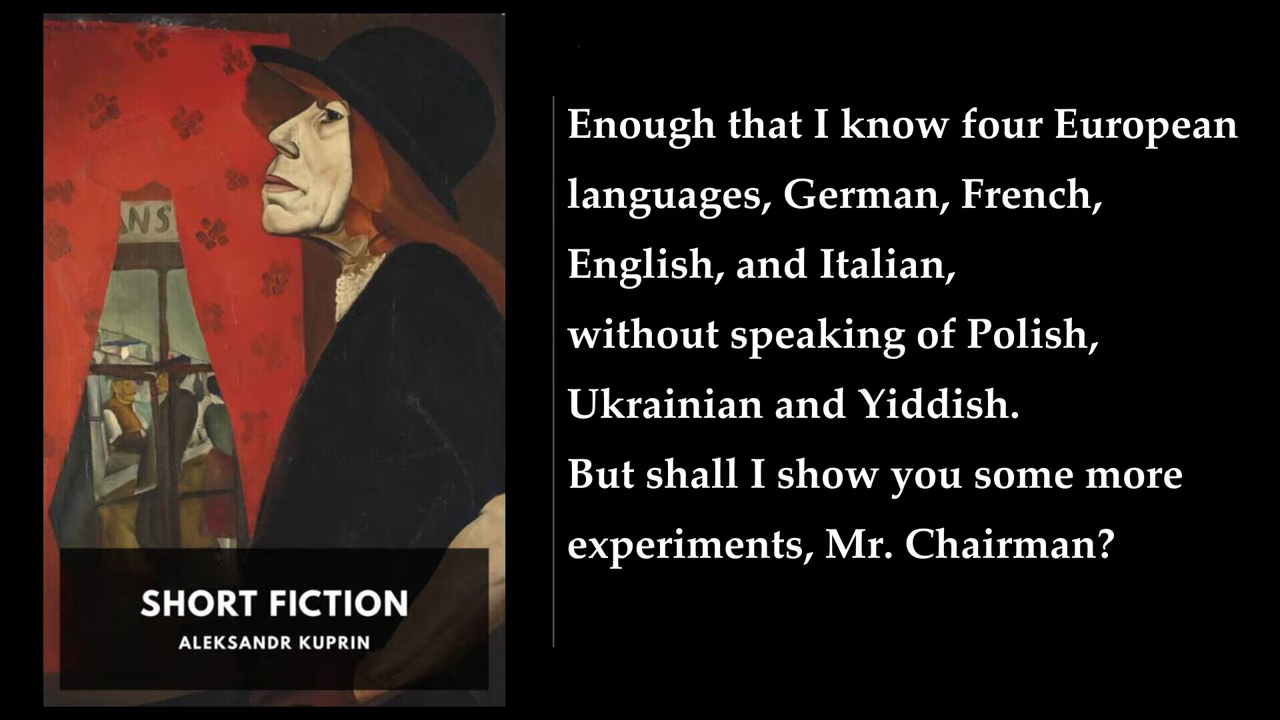 ANS
SHORT FICTION
ALEKSANDR KUPRIN
Enough that I know four European
languages, German, French,
English, and Italian,
without speaking of Polish,
Ukrainian and Yiddish.
But shall I show you some more
experiments, Mr. Chairman?